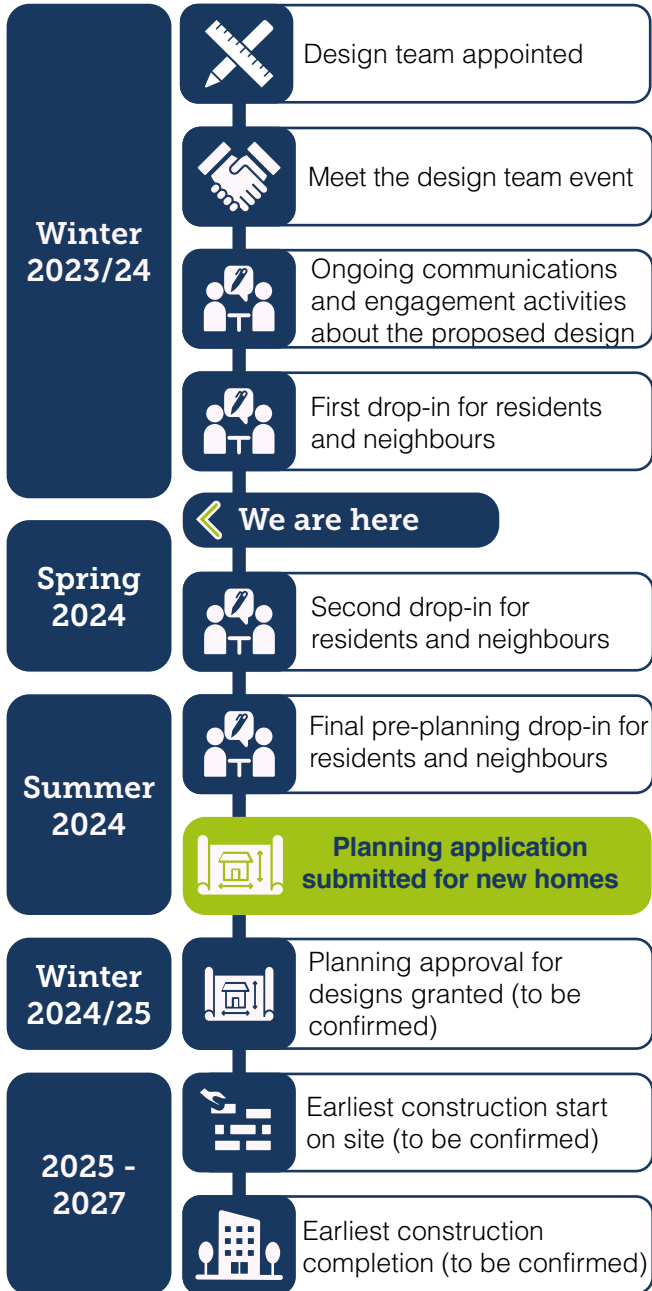 Winter
2023/24
Design team appointed
Meet the design team event
Ongoing communications
and engagement activities
about the proposed design
First drop-in for residents
and neighbours
We are here
Spring
2024
Second drop-in for
residents and neighbours
Summer
2024
Final pre-planning drop-in for
residents and neighbours
Planning application
submitted for new homes
Winter
2024/25
Planning approval for
designs granted (to be
confirmed)
2025 -
2027
Earliest construction start
on site (to be confirmed)
Earliest construction
completion (to be confirmed)